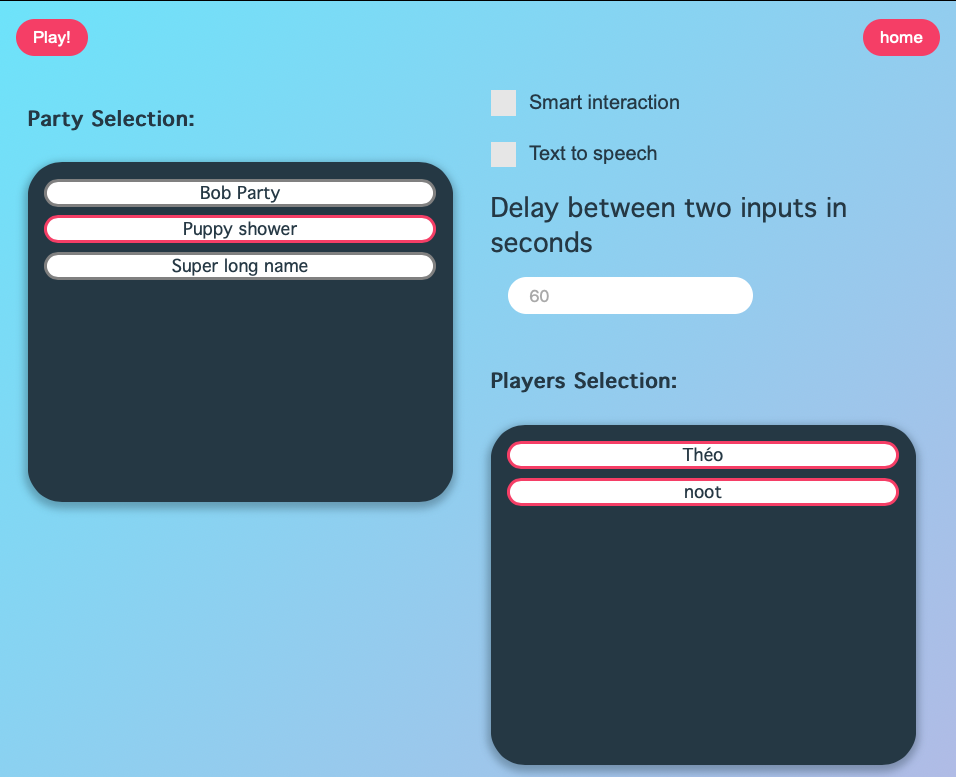 Play!
home
Party Selection:
Bob Party
Puppy shower
Super long name
Smart interaction
Text to speech
Delay between two inputs in
seconds
60
Players Selection:
Théo
noot